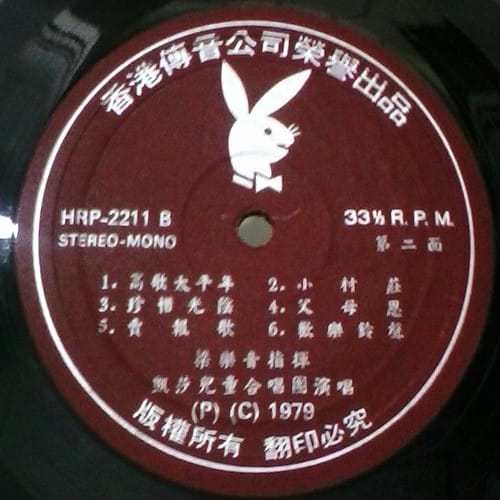 香港傳音公司榮譽出品
HRP-2211 B
33⅓ R. P. M.
STEREO-MONO
第二面
1. 高歌太平年 2. 小村莊
3. 珍惜光陰 4. 父母恩
5. 賣報歌 6. 歡樂鈴聲
梁樂音指揮
凱莎兒童合唱團演唱
(P) (C) 1979
版權所有 翻印必究